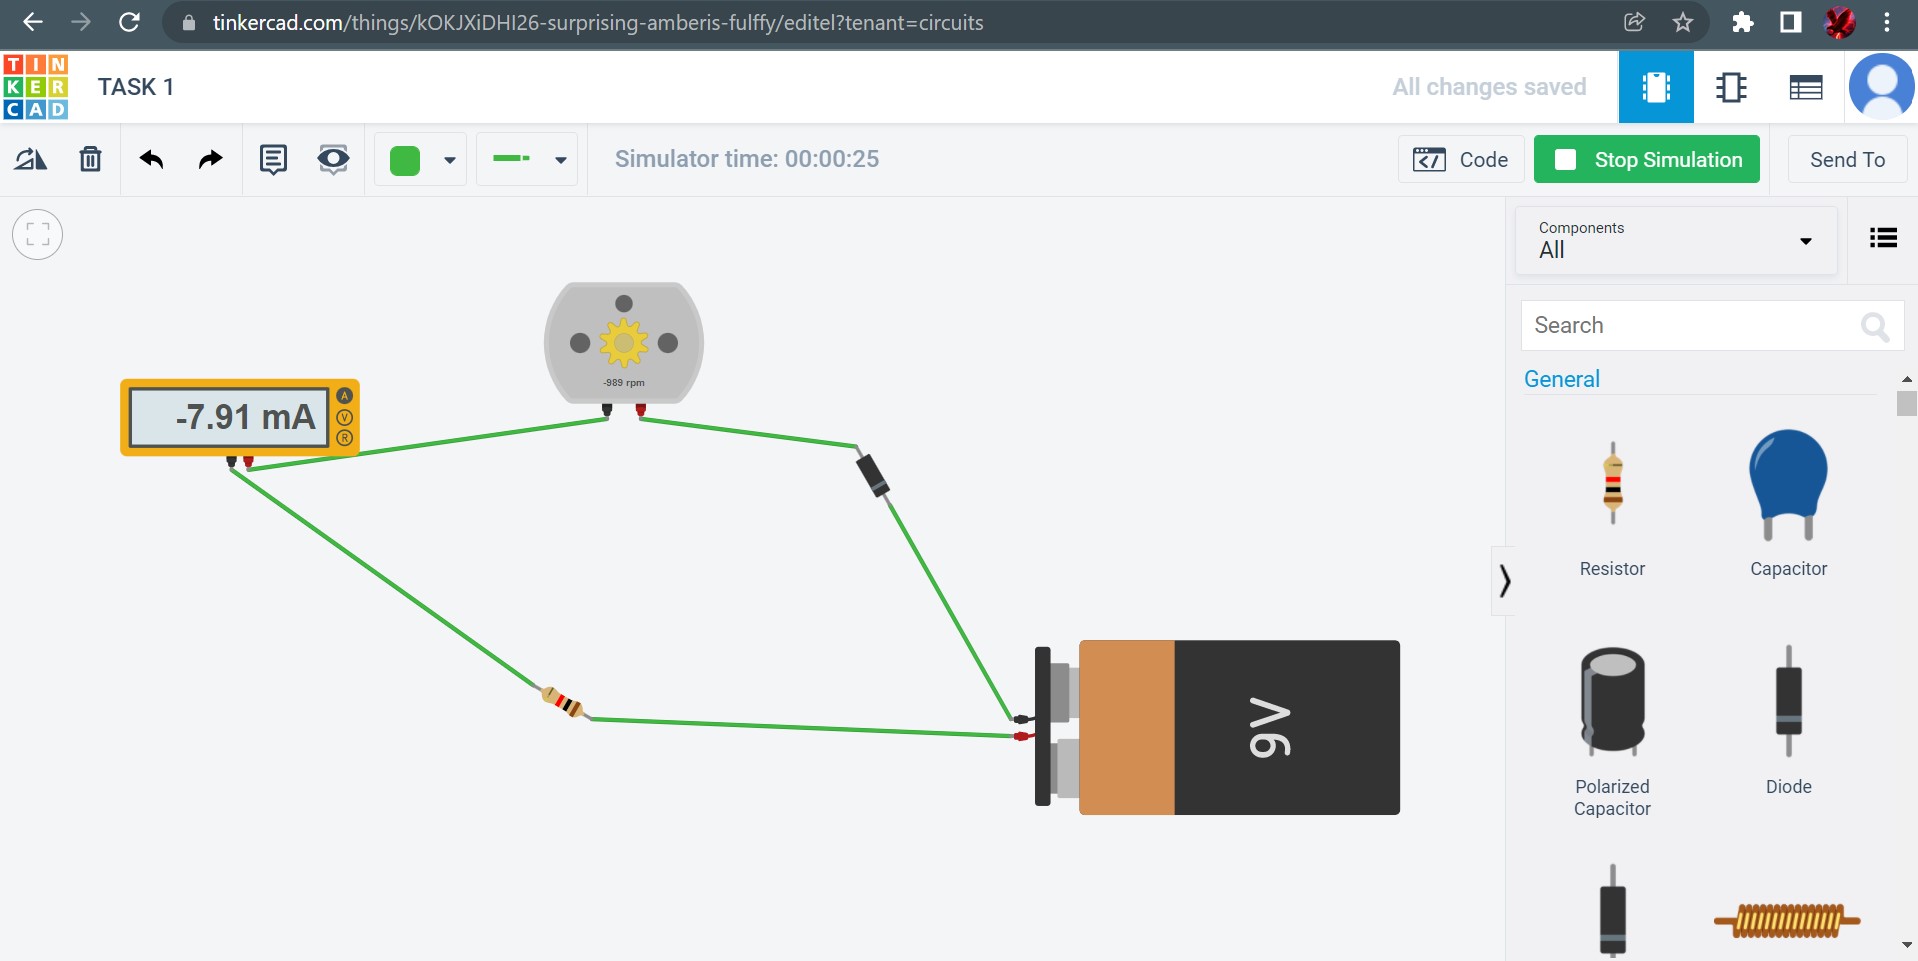 tinkercad.com/things/kOKJXiDHI26-surprising-amberis-fulffy/editel?tenant=circuits
TIN
KER
CAD
TASK 1
All changes saved
Simulator time: 00:00:25
Code
Stop Simulation
Send To
Components
All
Search
General
-989 rpm
-7.91 mA
A
V
R
9V
Resistor
Capacitor
Polarized
Capacitor
Diode